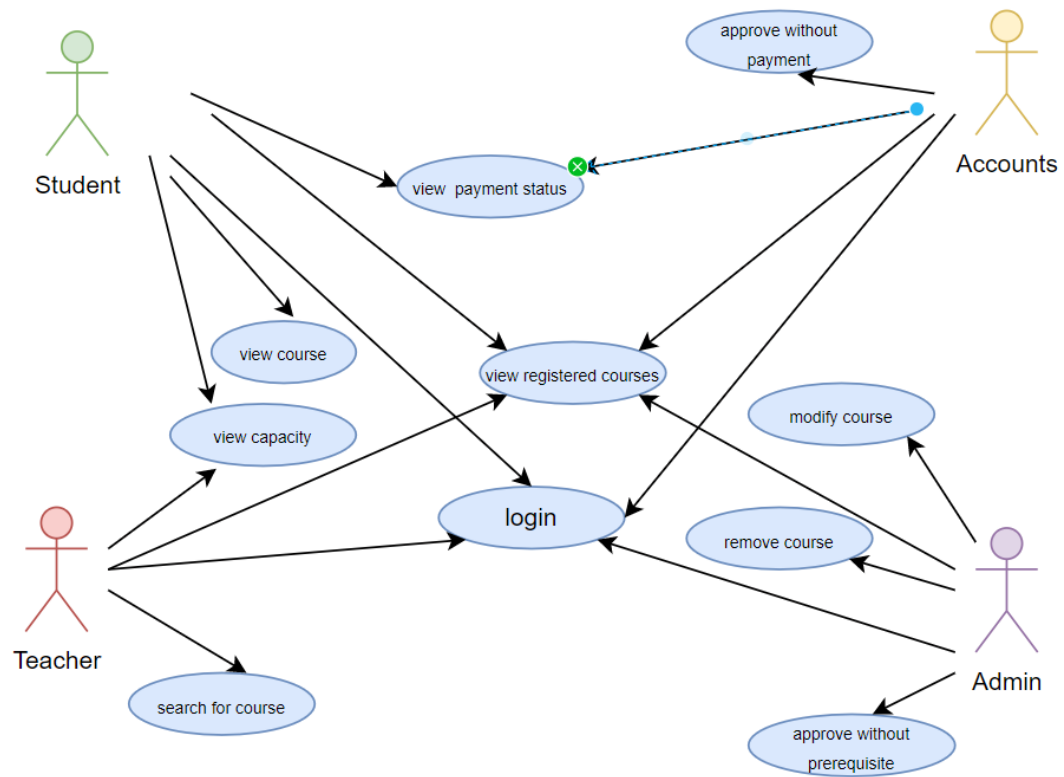 approve without
payment
Student
view  payment status
Accounts
view course
view registered courses
modify course
view capacity
login
remove course
Teacher
Admin
search for course
approve without
prerequisite